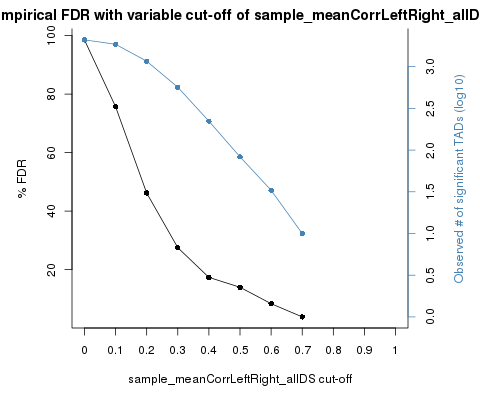 mpirical FDR with variable cut-off of sample_meanCorrLeftRight_allD
100
80
60
40
20
% FDR
3.0
2.5
2.0
1.5
1.0
0.5
0.0
Observed # of significant TADs (log10)
0 0.1 0.2 0.3 0.4 0.5 0.6 0.7 0.8 0.9 1
sample_meanCorrLeftRight_allDS cut-off